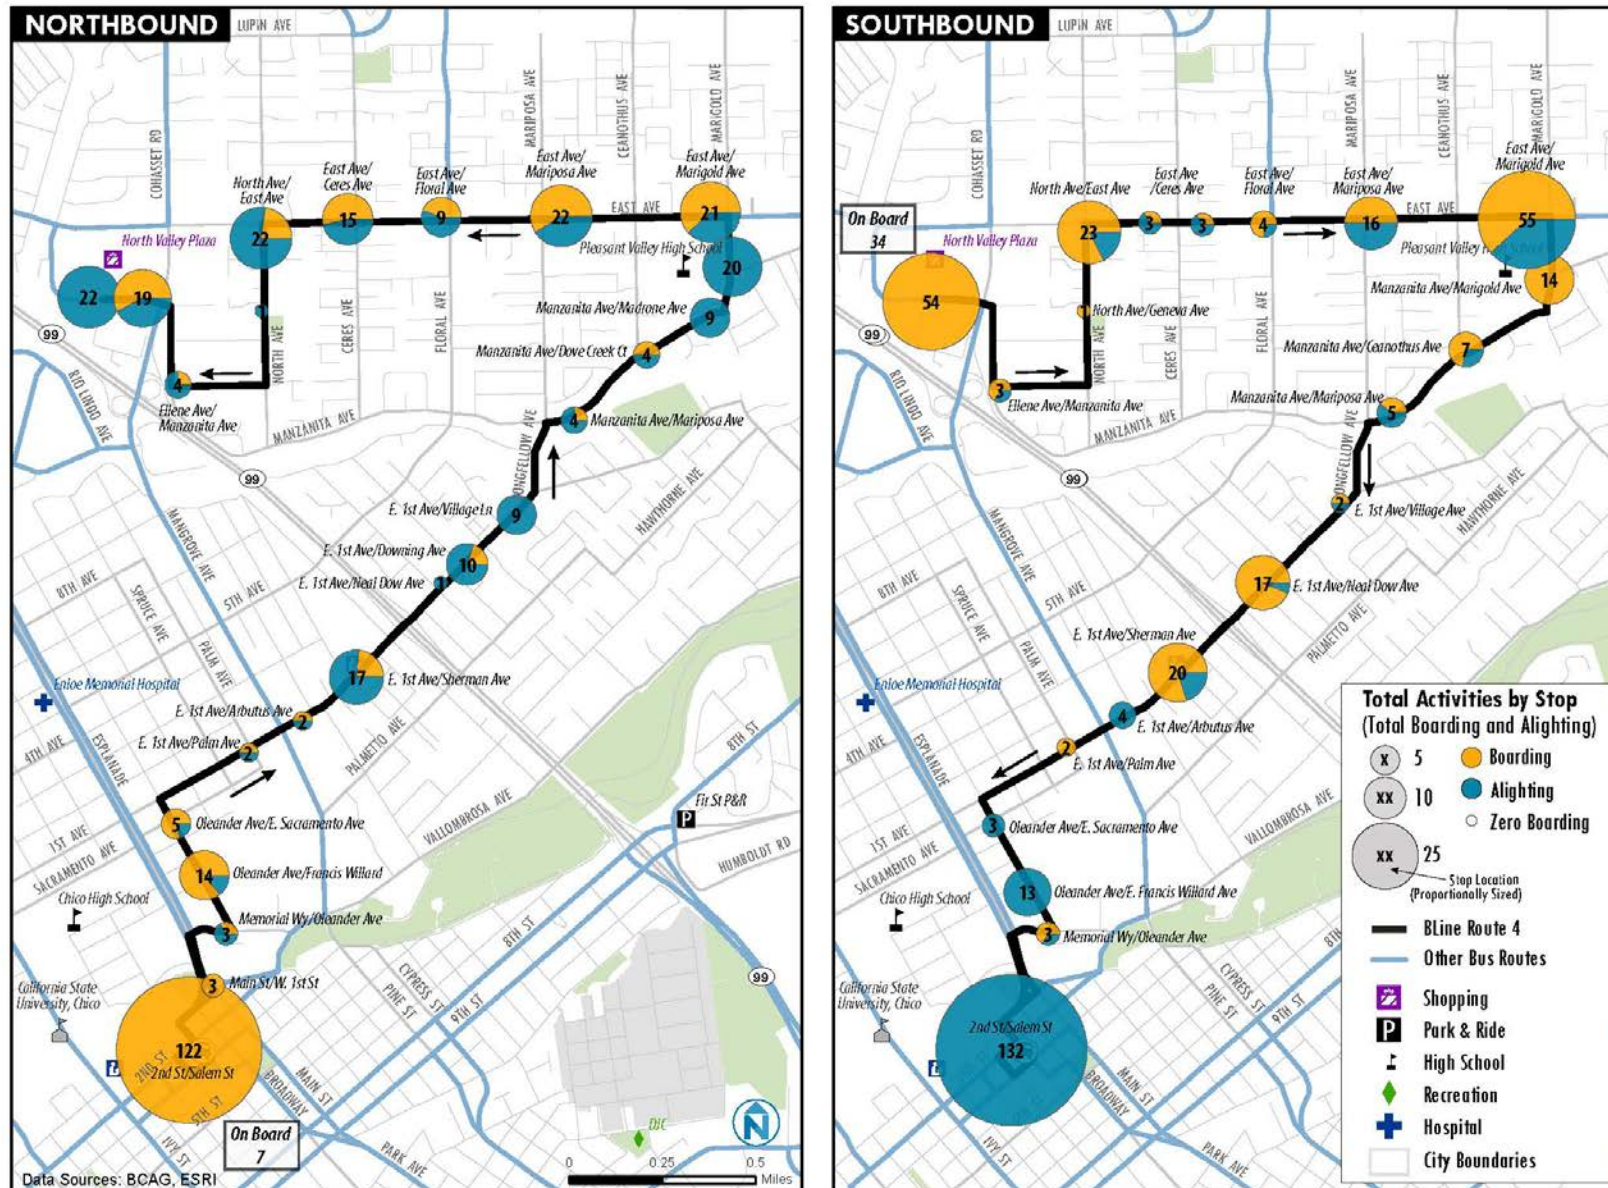 NORTHBOUND
LUPIN AVE
COHASSET RD
MARIPOSA AVE
CEANOTHUS AVE
MARIGOLD AVE
North Ave/
East Ave
East Ave/
Ceres Ave
East Ave/
Floral Ave
East Ave/
Mariposa Ave
East Ave/
Marigold Ave
22
15
9
22
21
EAST AVE
North Valley Plaza
Pleasant Valley High School
20
22
19
Manzanita Ave/Madrone Ave
9
99
Manzanita Ave/Dove Creek Ct
4
NORTH AVE
CERES AVE
FLORAL AVE
4
Ellene Ave/
Manzanita Ave
RIO LINDO AVE
MANZANITA AVE
4
Manzanita Ave/Mariposa Ave
99
ONGFELLOW AVE
HAWTHORNE AVE
E. 1st Ave/Village Ln
9
MANGROVE AVE
E. 1st Ave/Downing Ave
10
E. 1st Ave/Neal Dow Ave
1
8TH AVE
SPRUCE AVE
5TH AVE
PALM AVE
17
E. 1st Ave/Sherman Ave
Enloe Memorial Hospital
E. 1st Ave/Arbutus Ave
2
E. 1st Ave/Palm Ave
2
4TH AVE
ESPLANADE
PALMETTO AVE
8TH ST
Fir St P&R
P
5
Oleander Ave/E. Sacramento Ave
VALLOMBROSA AVE
1ST AVE
SACRAMENTO AVE
HUMBOLDT RD
14
Oleander Ave/Francis Willard
Chico High School
Memorial Wy/Oleander Ave
3
8TH ST
99
California State
University, Chico
3
Main St/W. 1st St
CYPRESS ST
PINE ST
9TH ST
122
2nd St/Salem St
2ND ST
5TH ST
IVY ST
BROADWAY
MAIN ST
PARK AVE
On Board
7
DJC
N
0
0.25
0.5
Miles
Data Sources: BCAG, ESRI
SOUTHBOUND
LUPIN AVE
COHASSET RD
MARIPOSA AVE
CEANOTHUS AVE
MARIGOLD AVE
East Ave/
Marigold Ave
North Ave/East Ave
East Ave
/Ceres Ave
East Ave/
Floral Ave
East Ave/
Mariposa Ave
On Board
34
23
3
3
4
16
EAST AVE
55
North Valley Plaza
Pleasant Valley High School
54
Manzanita Ave/Marigold Ave
14
North Ave/Geneva Ave
99
Manzanita Ave/Ceanothus Ave
7
NORTH AVE
CERES AVE
FLORAL AVE
3
Ellene Ave/Manzanita Ave
Manzanita Ave/Mariposa Ave
5
RIO LINDO AVE
MANZANITA AVE
99
ONGFELLOW AVE
HAWTHORNE AVE
2
E. 1st Ave/Village Ave
MANGROVE AVE
17
E. 1st Ave/Neal Dow Ave
8TH AVE
SPRUCE AVE
5TH AVE
PALM AVE
PALMETTO AVE
E. 1st Ave/Sherman Ave
20
Enloe Memorial Hospital
4
E. 1st Ave/Arbutus Ave
2
E. 1st Ave/Palm Ave
4TH AVE
ESPLANADE
3
Oleander Ave/E. Sacramento Ave
VALLOMBROSA AVE
1ST AVE
SACRAMENTO AVE
13
Oleander Ave/E. Francis Willard Ave
Chico High School
3
Memorial Wy/Oleander Ave
8TH
California State
University, Chico
CYPRESS ST
PINE ST
9TH ST
2nd St/Salem St
132
BROADWAY
MAIN ST
IVY ST
PARK AVE
Total Activities by Stop
(Total Boarding and Alighting)
x 5
xx 10
xx 25
Boarding
Alighting
Zero Boarding
Stop Location
(Proportionally Sized)
BLine Route 4
Other Bus Routes
Shopping
P Park & Ride
High School
Recreation
Hospital
City Boundaries